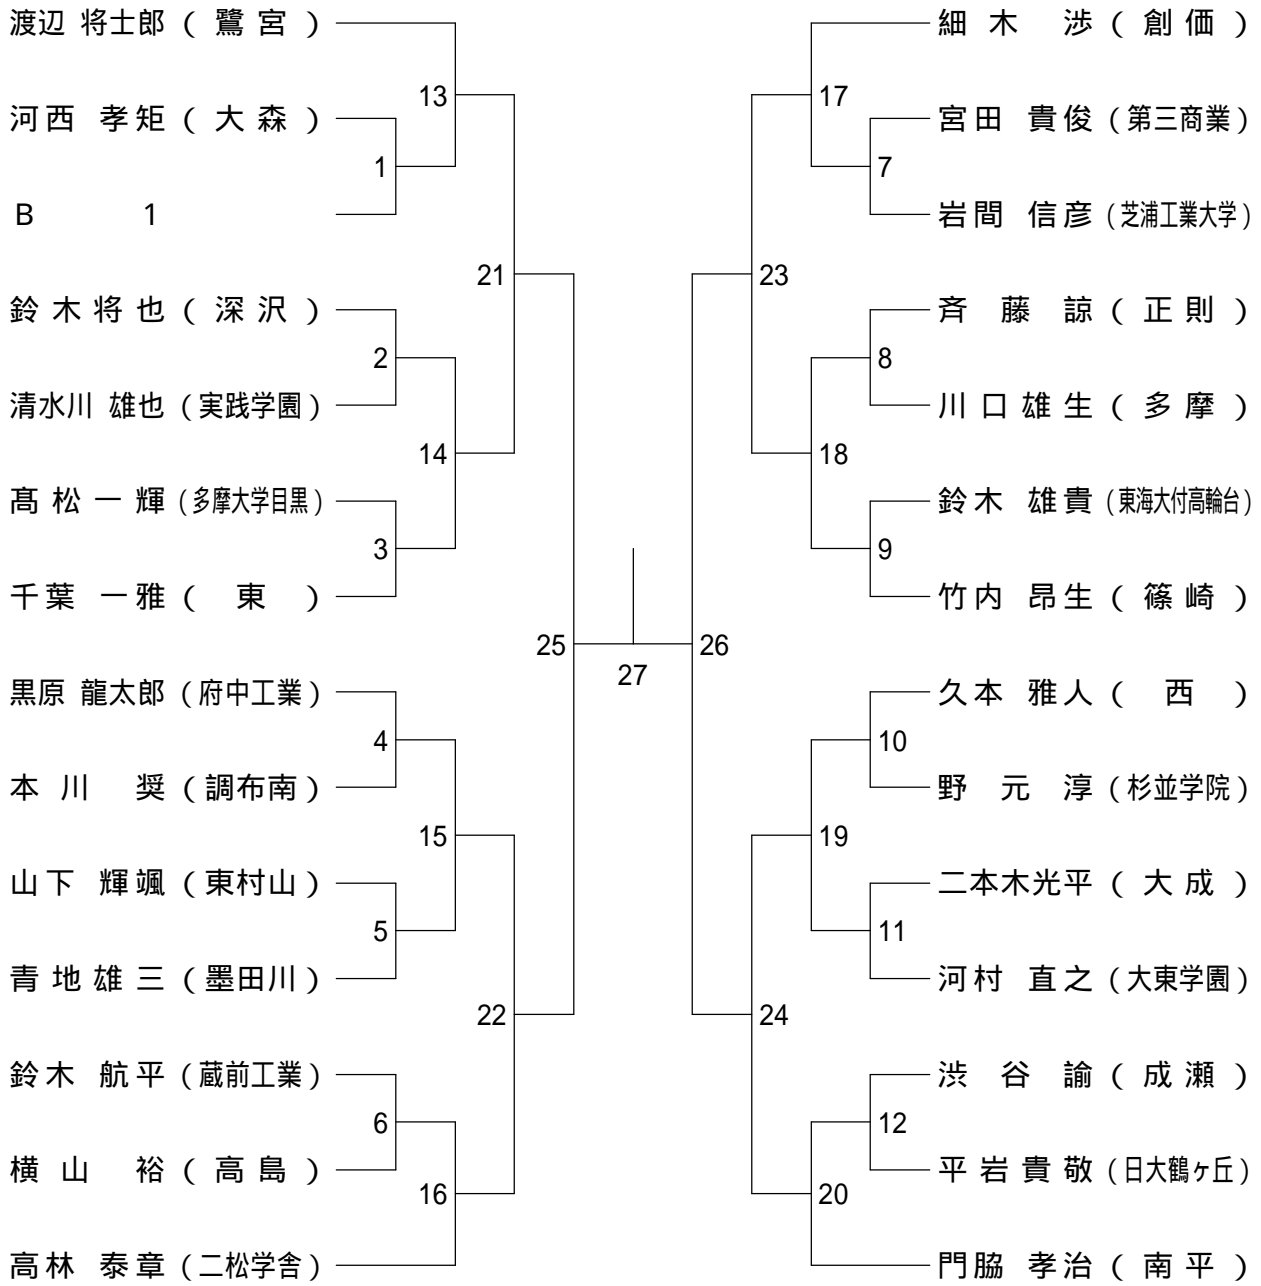 渡辺 将士郎 ( 鷺宮 )
13
河西 孝矩 ( 大森 )
1
B 1
21
鈴木将也 ( 深沢 )
2
清水川 雄也 ( 実践学園 )
14
髙松一輝 ( 多摩大学目黒 )
3
千葉 一雅 ( 東 )
25
黒原 龍太郎 ( 府中工業 )
4
本川 奨 ( 調布南 )
15
山下 輝颯 ( 東村山 )
5
青地雄三 ( 墨田川 )
22
鈴木 航平 ( 蔵前工業 )
6
横山 裕 ( 高島 )
16
高林 泰章 ( 二松学舎 )
27
細木 渉 ( 創価 )
17
宮田 貴俊 ( 第三商業 )
7
岩間 信彦 ( 芝浦工業大学 )
23
斉藤 諒 ( 正則 )
8
川口雄生 ( 多摩 )
18
鈴木 雄貴 ( 東海大付高輪台 )
9
竹内 昂生 ( 篠崎 )
26
久本 雅人 ( 西 )
10
野元 淳 ( 杉並学院 )
19
二本木光平 ( 大成 )
11
河村 直之 ( 大東学園 )
24
渋谷 諭 ( 成瀬 )
12
平岩貴敬 ( 日大鶴ヶ丘 )
20
門脇 孝治 ( 南平 )